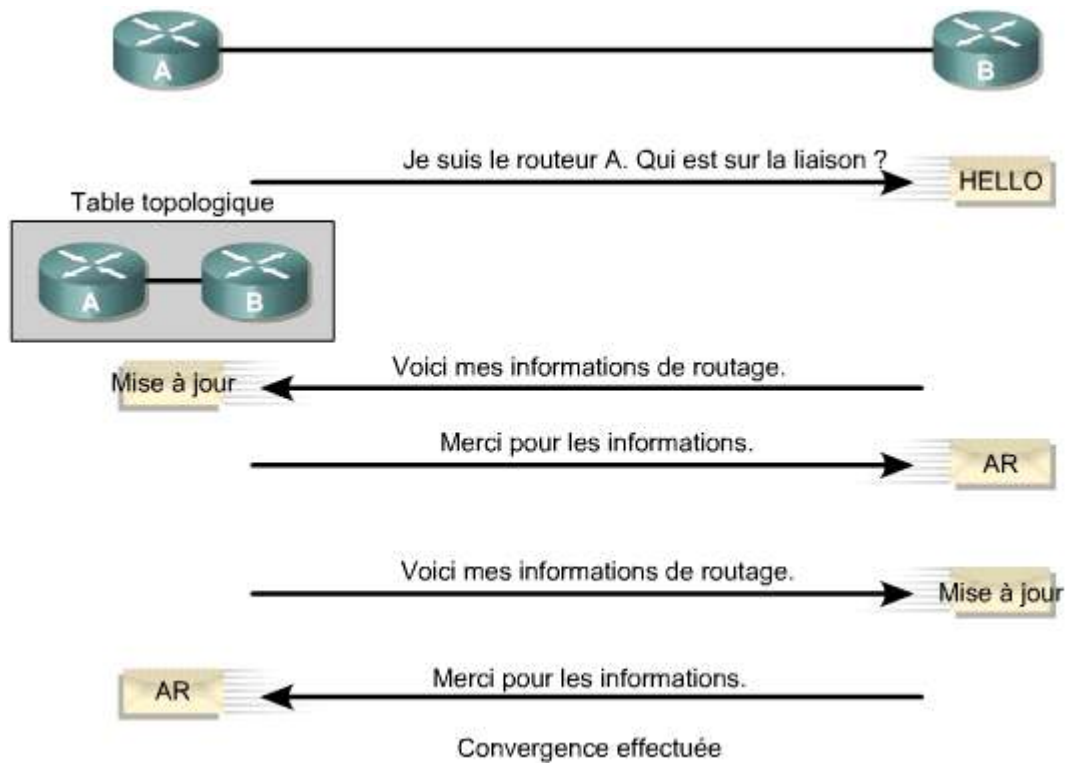 A
B
Je suis le routeur A. Qui est sur la liaison ?
HELLO
Table topologique
A
B
Voici mes informations de routage.
Mise à jour
Merci pour les informations.
AR
Voici mes informations de routage.
Mise à jour
Merci pour les informations.
AR
Convergence effectuée